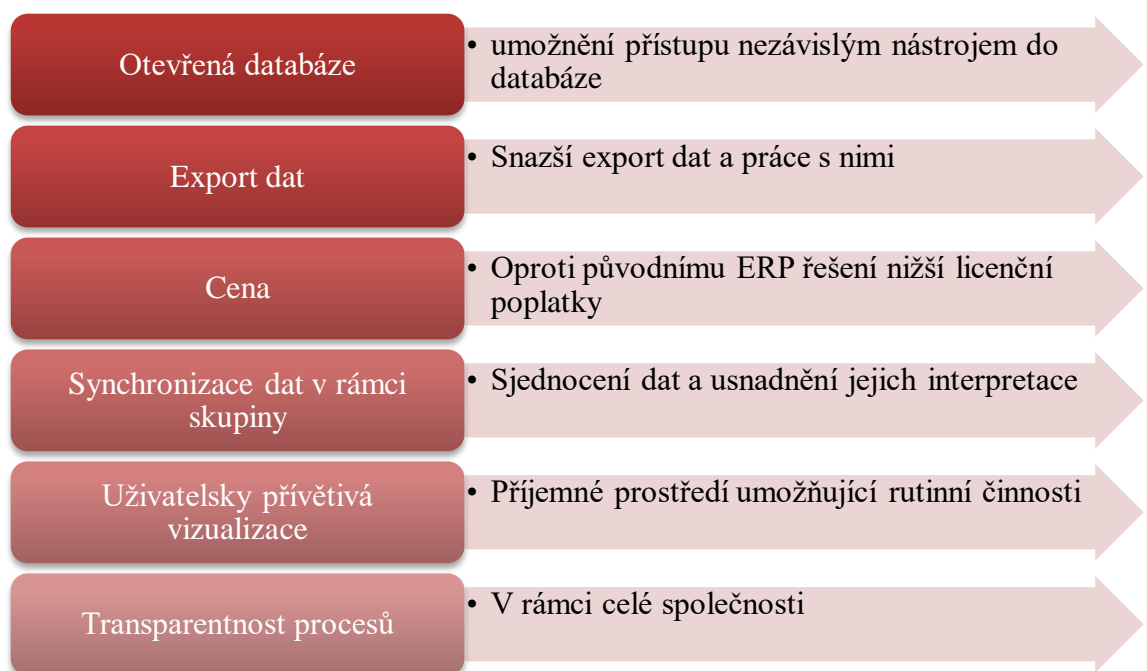 Otevřená databáze
• umožnění přístupu nezávislým nástrojem do
databáze
Export dat
• Snazší export dat a práce s nimi
Cena
• Oproti původnímu ERP řešení nižší licenční
poplatky
Synchronizace dat v rámci
skupiny
• Sjednocení dat a usnadnění jejich interpretace
Uživatelsky přívětivá
vizualizace
• Příjemné prostředí umožňující rutinní činnosti
Transparentnost procesů
• V rámci celé společnosti